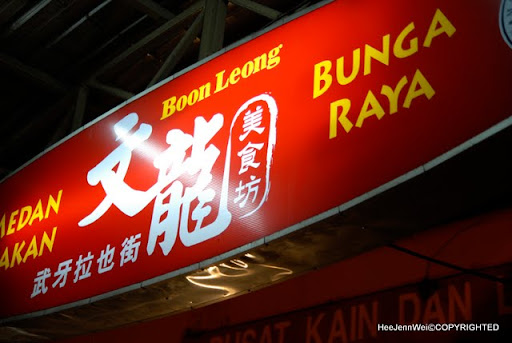 Boon Leong
BUNGA
RAYA
文龍
美食坊
MEDAN
AKAN
武牙拉也街
KAIN DAN
HeeJennWei©COPYRIGHTED